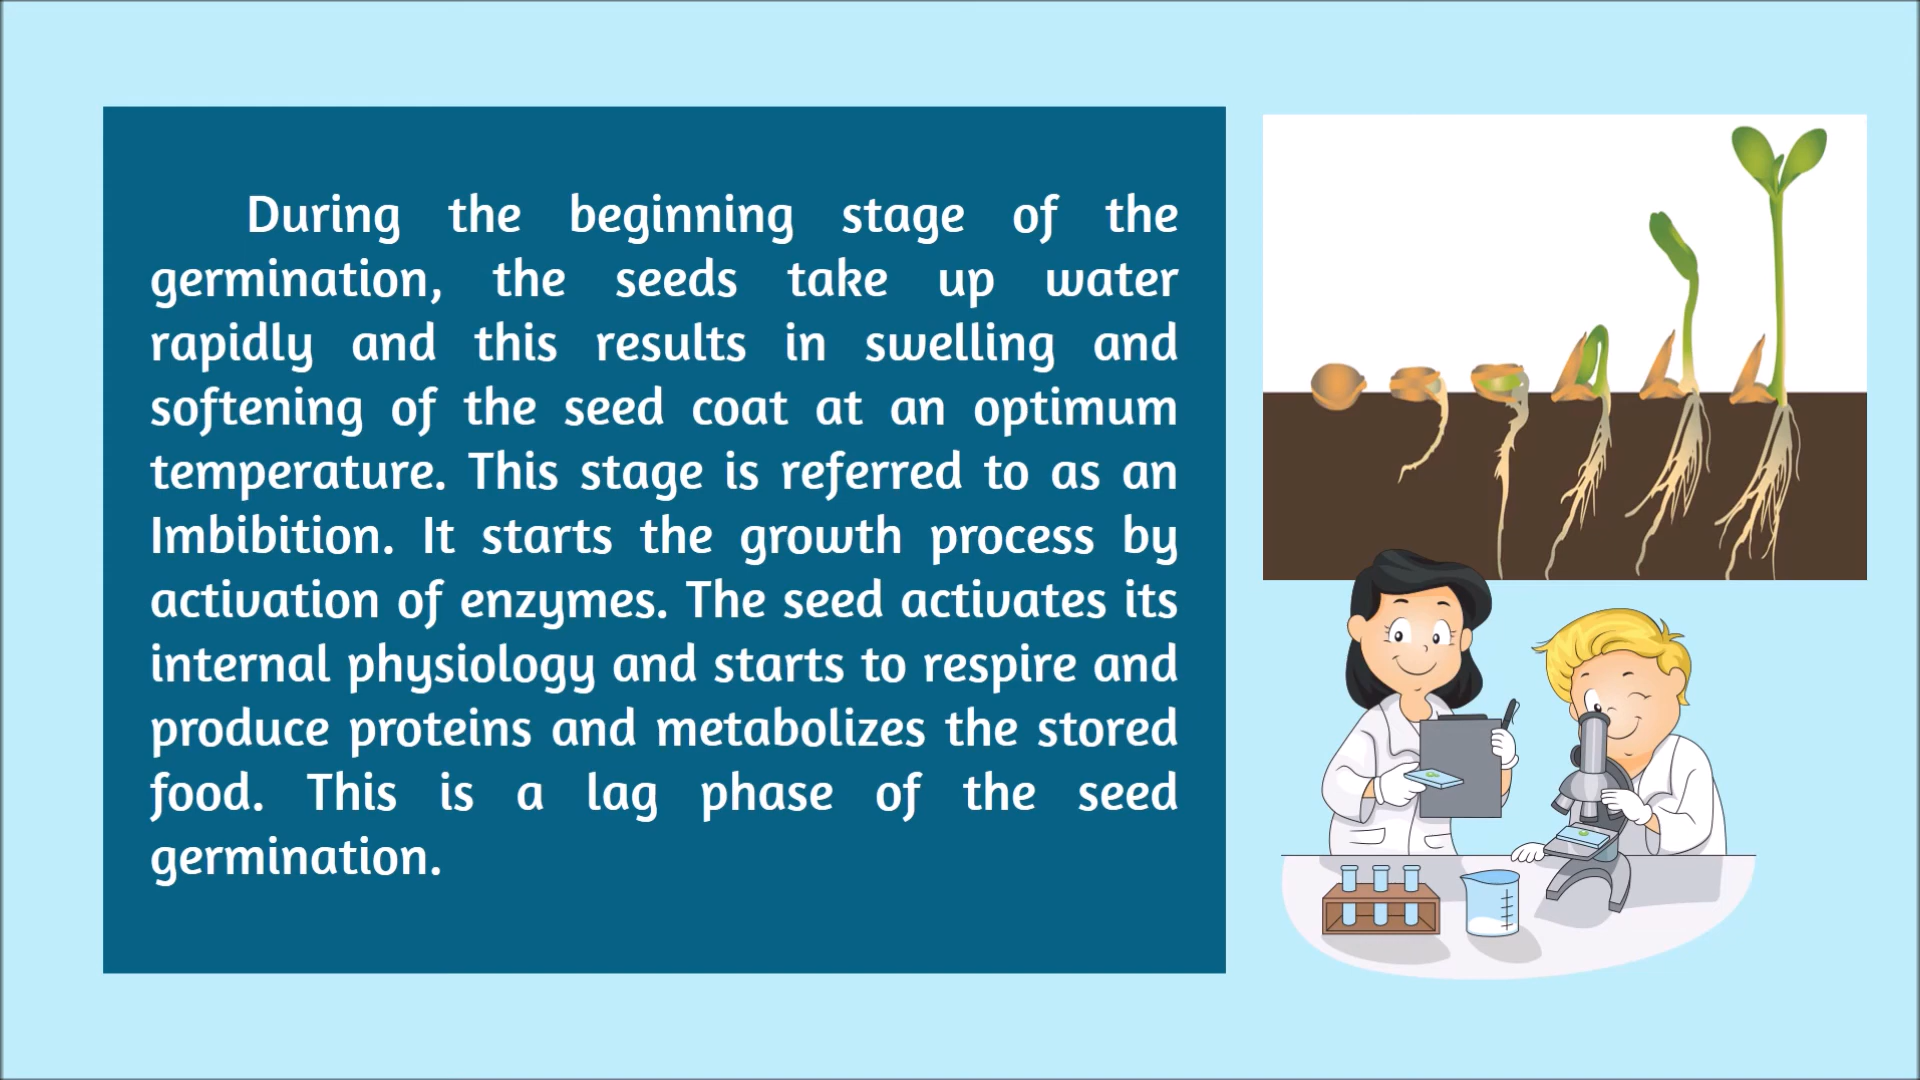 During the beginning stage of the
germination, the seeds take up water
rapidly and this results in swelling and
softening of the seed coat at an optimum
temperature. This stage is referred to as an
Imbibition. It starts the growth process by
activation of enzymes. The seed activates its
internal physiology and starts to respire and
produce proteins and metabolizes the stored
food. This is a lag phase of the seed
germination.